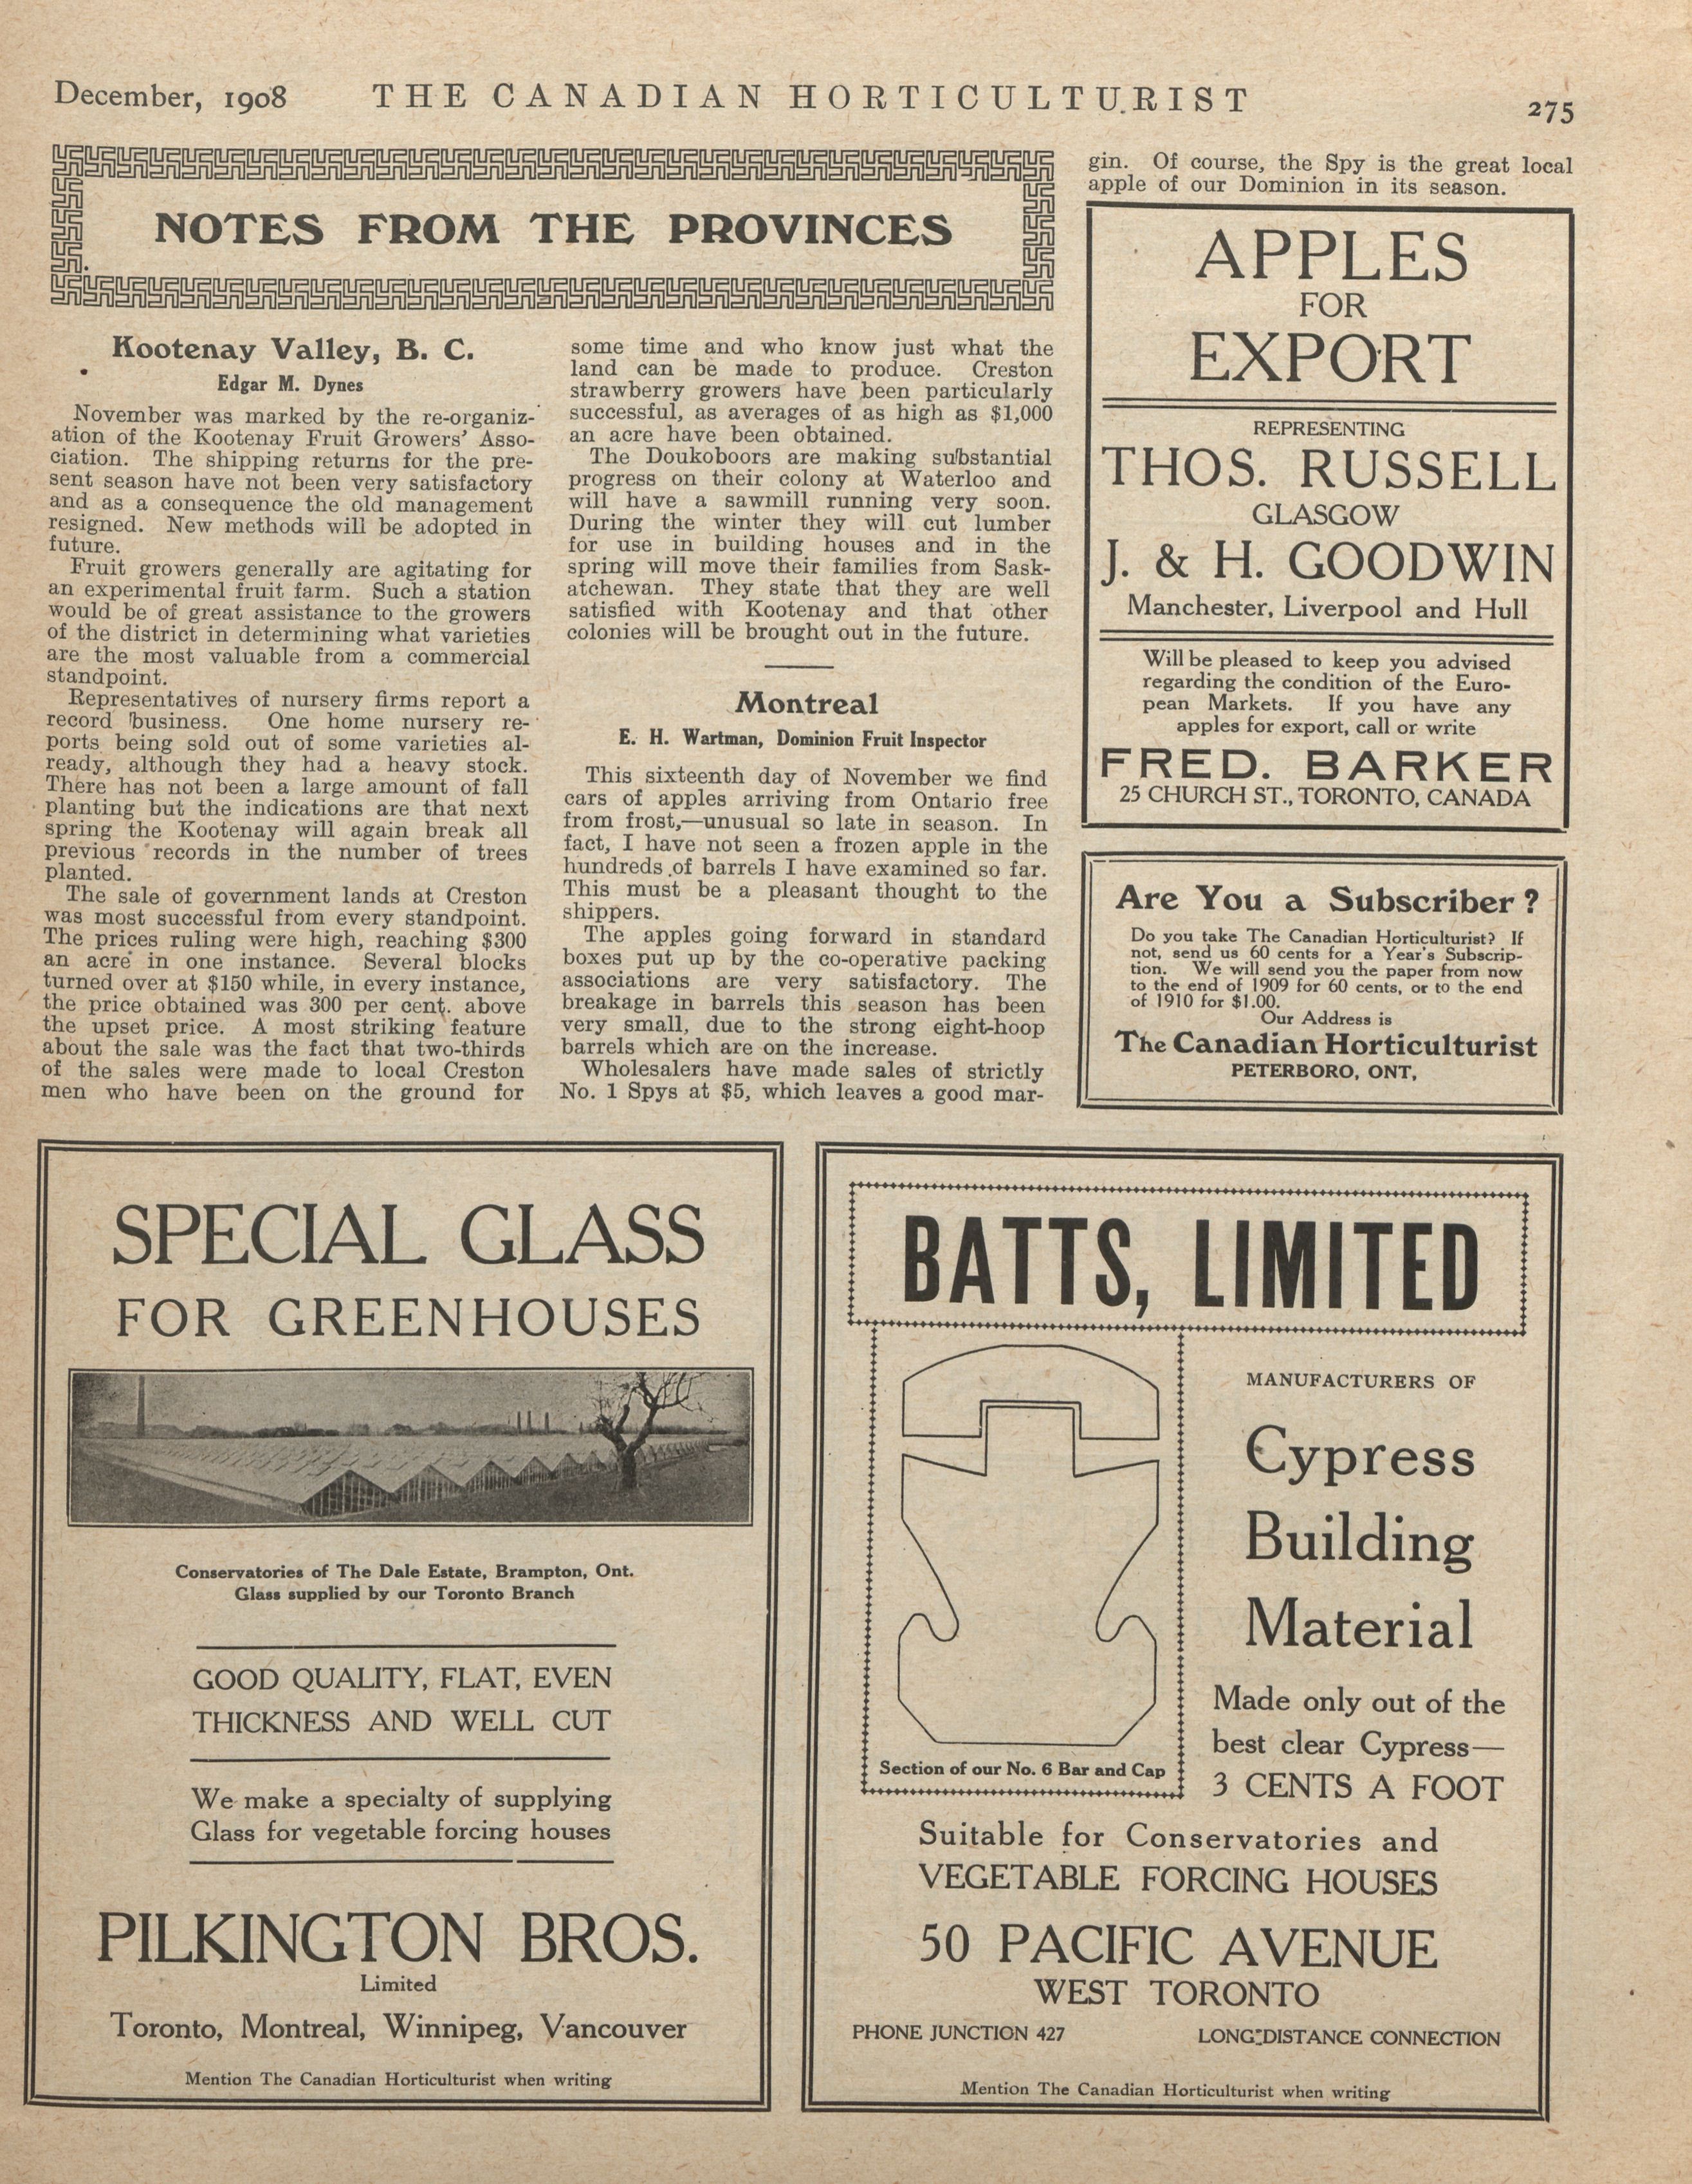 December, 1908 THE CANADIAN HORTICULTURIST 275
NOTES FROM THE PROVINCES
Kootenay Valley, B. C.
Edgar M. Dynes
November was marked by the re-organiz-
ation of the Kootenay Fruit Growers' Asso-
ciation. The shipping returns for the pre-
sent season have not been very satisfactory
and as a consequence the old management
resigned. New methods will be adopted in
future.
Fruit growers generally are agitating for
an experimental fruit farm. Such a station
would be of great assistance to the growers
of the district in determining what varieties
are the most valuable from a commercial
standpoint.
Representatives of nursery firms report a
record business. One home nursery re-
ports being sold out of some varieties al-
ready, although they had a heavy stock.
There has not been a large amount of fall
planting but the indications are that next
spring the Kootenay will again break all
previous records in the number of trees
planted.
The sale of government lands at Creston
was most successful from every standpoint.
The prices ruling were high, reaching $300
an acre in one instance. Several blocks
turned over at $150 while, in every instance,
the price obtained was 300 per cent. above
the upset price. A most striking feature
about the sale was the fact that two-thirds
of the sales were made to local Creston
men who have been on the ground for
some time and who know just what the
land can be made to produce. Creston
strawberry growers have been particularly
successful, as averages of as high as $1,000
an acre have been obtained.
The Doukoboors are making substantial
progress on their colony at Waterloo and
will have a sawmill running very soon.
During the winter they will cut lumber
for use in building houses and in the
spring will move their families from Sask-
atchewan. They state that they are well
satisfied with Kootenay and that other
colonies will be brought out in the future.
Montreal
E. H. Wartman, Dominion Fruit Inspector
This sixteenth day of November we find
cars of apples arriving from Ontario free
from frost,—unusual so late in season. In
fact, I have not seen a frozen apple in the
hundreds of barrels I have examined so far.
This must be a pleasant thought to the
shippers.
The apples going forward in standard
boxes put up by the co-operative packing
associations are very satisfactory. The
breakage in barrels this season has been
very small, due to the strong eight-hoop
barrels which are on the increase.
Wholesalers have made sales of strictly
No. 1 Spys at $5, which leaves a good mar-
gin. Of course, the Spy is the great local
apple of our Dominion in its season.
APPLES
FOR
EXPORT
REPRESENTING
THOS. RUSSELL
GLASGOW
J. & H. GOODWIN
Manchester, Liverpool and Hull
Will be pleased to keep you advised
regarding the condition of the Euro-
pean Markets. If you have any
apples for export, call or write
FRED. BARKER
25 CHURCH ST., TORONTO, CANADA
Are You a Subscriber?
Do you take The Canadian Horticulturist? If
not, send us 60 cents for a Year's Subscrip-
tion. We will send you the paper from now
to the end of 1909 for 60 cents, or to the end
of 1910 for $1.00.
Our Address is
The Canadian Horticulturist
PETERBORO, ONT,
SPECIAL GLASS
FOR GREENHOUSES
Conservatories of The Dale Estate, Brampton, Ont.
Glass supplied by our Toronto Branch
GOOD QUALITY, FLAT, EVEN
THICKNESS AND WELL CUT
We make a specialty of supplying
Glass for vegetable forcing houses
PILKINGTON BROS.
Limited
Toronto, Montreal, Winnipeg, Vancouver
Mention The Canadian Horticulturist when writing
BATTS, LIMITED
MANUFACTURERS OF
Cypress
Building
Material
Made only out of the
best clear Cypress—
3 CENTS A FOOT
Section of our No. 6 Bar and Cap
Suitable for Conservatories and
VEGETABLE FORCING HOUSES
50 PACIFIC AVENUE
WEST TORONTO
PHONE JUNCTION 427 LONG-DISTANCE CONNECTION
Mention The Canadian Horticulturist when writing